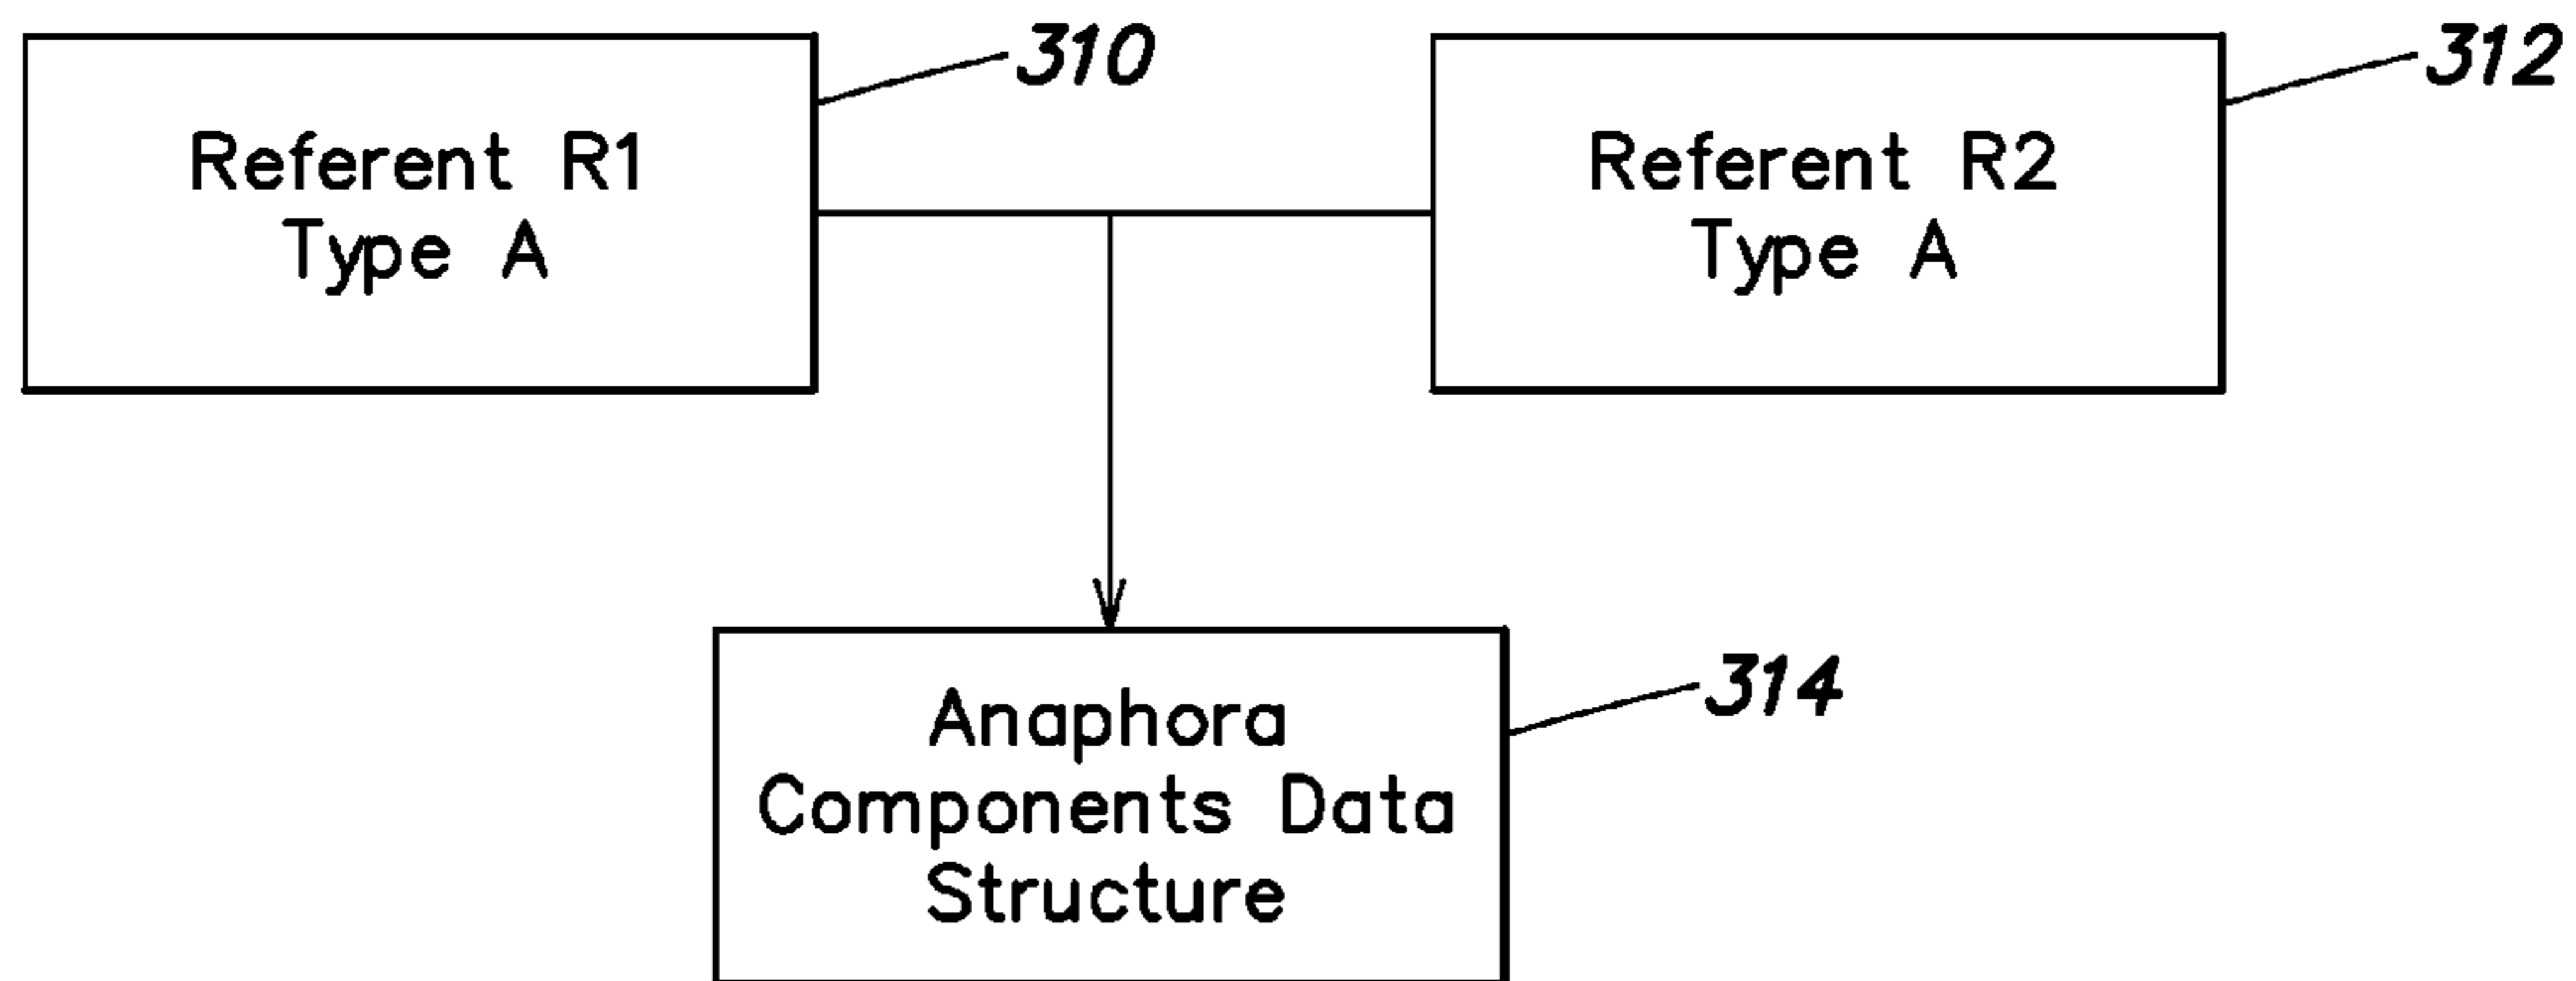 310
312
Referent R1
Type A
Referent R2
Type A
314
Anaphora
Components Data
Structure